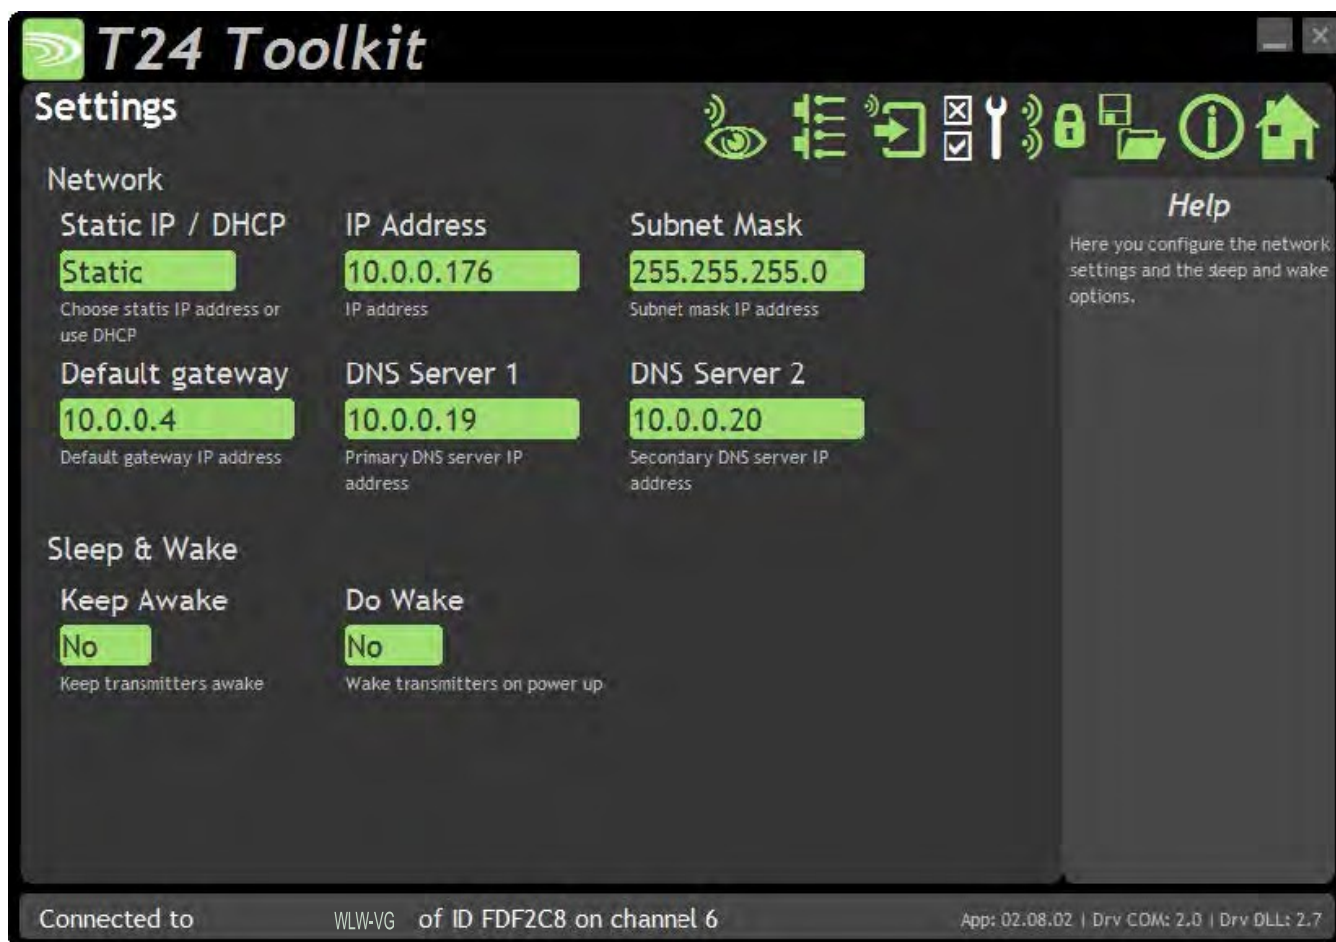 T24 Toolkit
Settings
Network
Static IP / DHCP
Static
Choose statis IP address or
use DHCP
IP Address
10.0.0.176
IP address
Subnet Mask
255.255.255.0
Subnet mask IP address
Default gateway
10.0.0.4
Default gateway IP address
DNS Server 1
10.0.0.19
Primary DNS server IP
address
DNS Server 2
10.0.0.20
Secondary DNS server IP
address
Sleep & Wake
Keep Awake
No
Keep transmitters awake
Do Wake
No
Wake transmitters on power up
Help
Here you configure the network
settings and the sleep and wake
options.
Connected to WLW-VG of ID FDF2C8 on channel 6
App: 02.08.02 | Drv COM: 2.0 | Drv DLL: 2.7